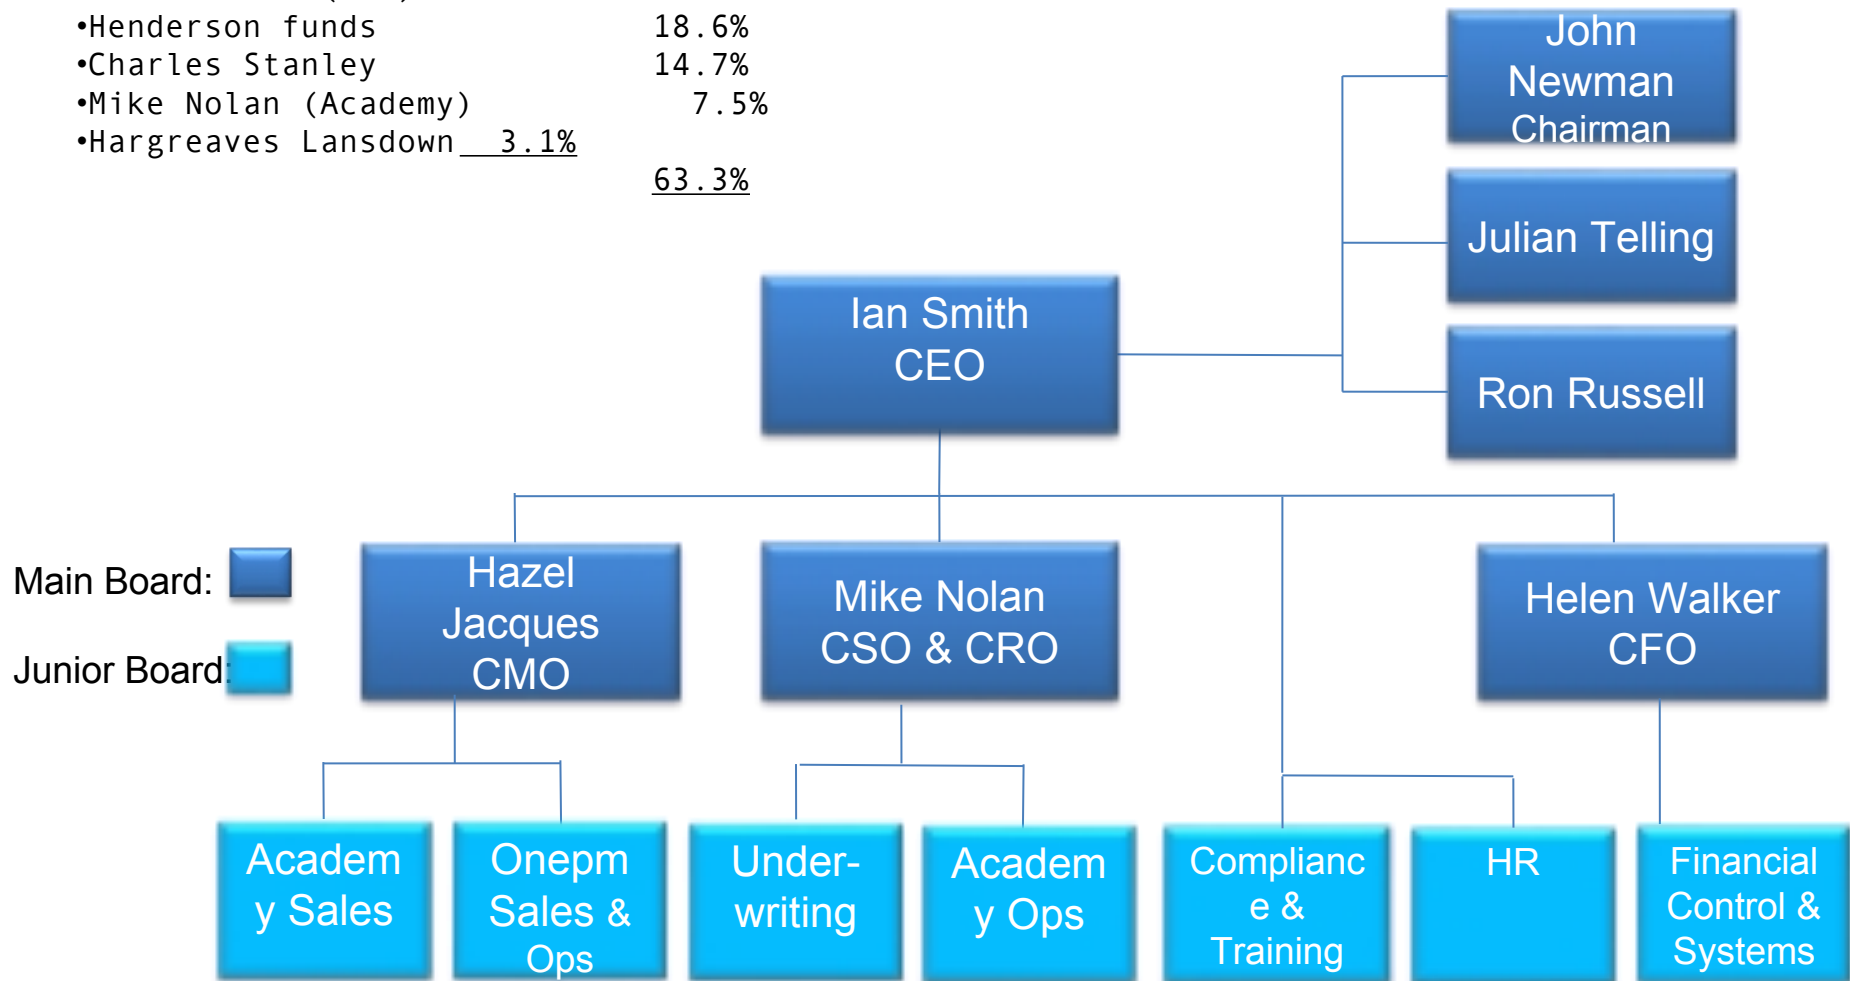 •Henderson funds 18.6%
•Charles Stanley 14.7%
•Mike Nolan (Academy) 7.5%
•Hargreaves Lansdown 3.1%
63.3%
John
Newman
Chairman
Julian Telling
Ron Russell
Ian Smith
CEO
Main Board:
Junior Board:
Hazel
Jacques
CMO
Mike Nolan
CSO & CRO
Helen Walker
CFO
Academ
y Sales
Onepm
Sales &
Ops
Under-
writing
Academ
y Ops
Complianc
e &
Training
HR
Financial
Control &
Systems